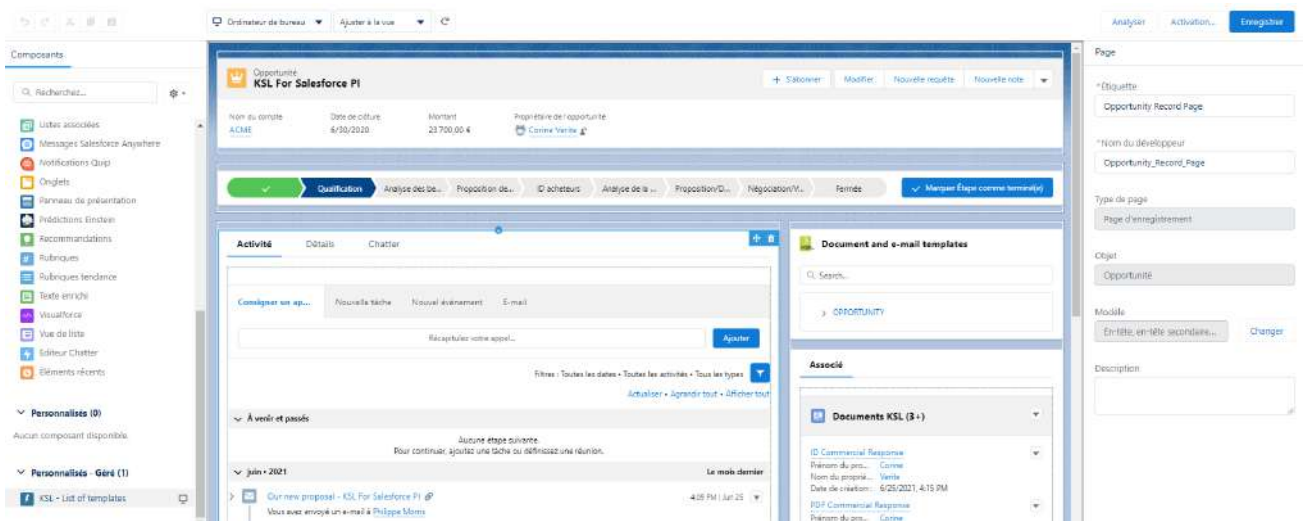 Ordinateur de bureau
Ajuster à la vue
Analyser
Activation...
Enregistrer
Composants
Recherchez...
Listes associées
Messages Salesforce Anywhere
Notifications Quip
Onglets
Panneau de présentation
Prédictions Einstein
Recommandations
Rubriques
Rubriques tendance
Texte enrichi
Visualforce
Vue de liste
Éditeur Chatter
Éléments récents
Personnalisés (0)
Aucun composant disponible.
Personnalisés - Géré (1)
KSL - List of templates
Opportunité
KSL For Salesforce PI
+ S'abonner
Modifier
Nouvelle requête
Nouvelle note
Nom du compte
Date de clôture
Montant
Propriétaire de l'opportunité
ACME
6/30/2020
23 700,00 €
Corine Verite
Qualification
Analyse des be...
Proposition de...
ID acheteurs
Analyse de la ...
Proposition/D...
Négociation/V...
Fermée
Marquer Étape comme terminé(e)
Activité
Détails
Chatter
Consigner un ap...
Nouvelle tâche
Nouvel événement
E-mail
Récapitulez votre appel...
Ajouter
Filtres : Toutes les dates • Toutes les activités • Tous les types
Actualiser • Agrandir tout • Afficher tout
À venir et passés
Aucune étape suivante.
Pour continuer, ajoutez une tâche ou définissez une réunion.
juin • 2021
Le mois dernier
Our new proposal - KSL For Salesforce PI
4:05 PM | Jun 25
Vous avez envoyé un e-mail à Philippe Morris
Document and e-mail templates
Search...
OPPORTUNITY
Associé
Documents KSL (3+)
ID Commercial Response
Prénom du pro... Corine
Nom du proprié... Verite
Date de création : 6/25/2021, 4:15 PM
PDF Commercial Response
Prénom du pro... Corine
Page
*Étiquette
Opportunity Record Page
*Nom du développeur
Opportunity_Record_Page
Type de page
Page d'enregistrement
Objet
Opportunité
Modèle
En-tête, en-tête secondaire...
Changer
Description